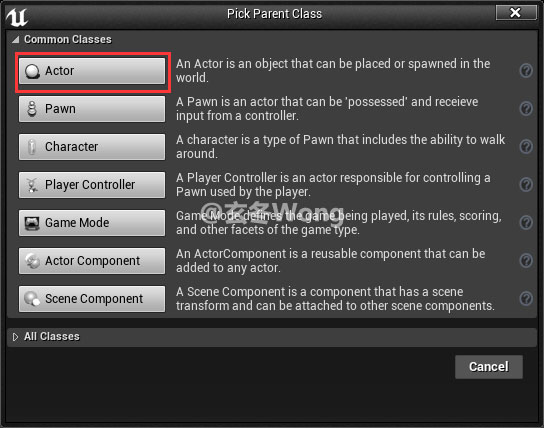 Pick Parent Class
Common Classes
Actor
An Actor is an object that can be placed or spawned in the
world.
Pawn
A Pawn is an actor that can be 'possessed' and receieve
input from a controller.
Character
A character is a type of Pawn that includes the ability to walk
around.
Player Controller
A Player Controller is an actor responsible for controlling a
Pawn used by the player.
@玄冬Wong
Game Mode
Game Mode defines the game being played, its rules, scoring,
and other facets of the game type.
Actor Component
An ActorComponent is a reusable component that can be
added to any actor.
Scene Component
A Scene Component is a component that has a scene
transform and can be attached to other scene components.
All Classes
Cancel